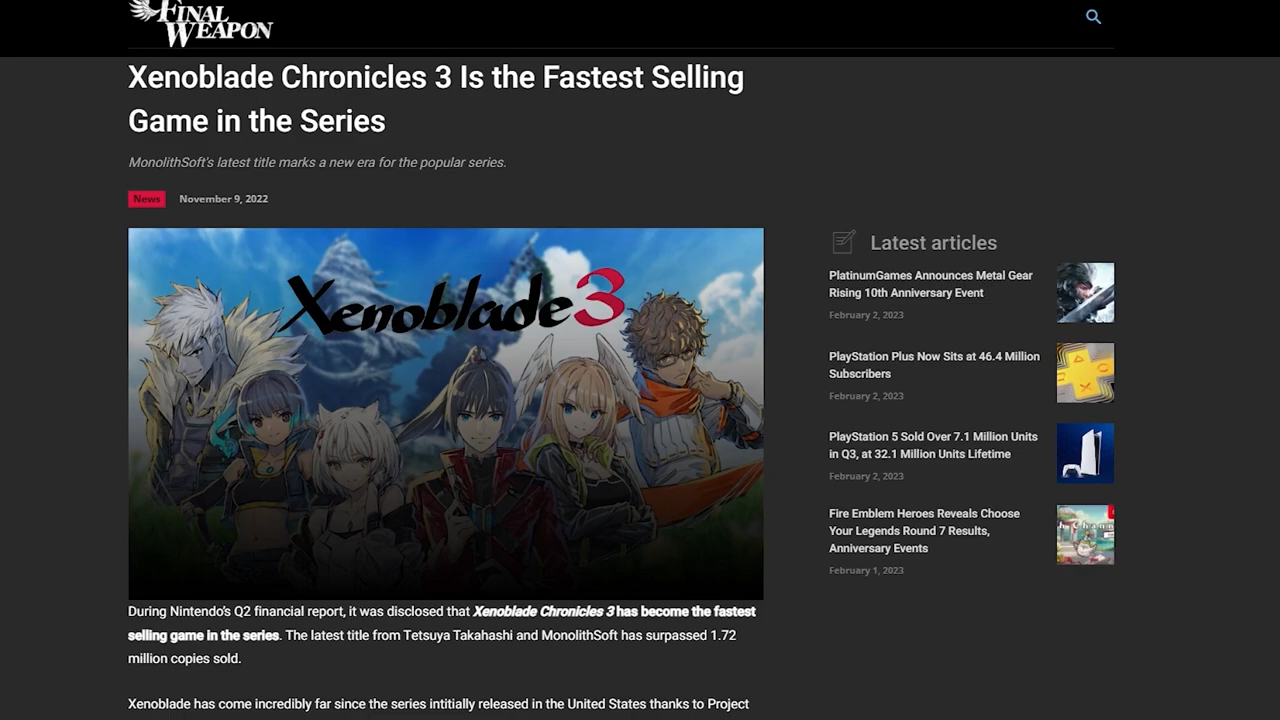 FINAL
WEAPON
Xenoblade Chronicles 3 Is the Fastest Selling
Game in the Series
MonolithSoft's latest title marks a new era for the popular series.
News November 9, 2022
Xenoblade 3
During Nintendo's Q2 financial report, it was disclosed that Xenoblade Chronicles 3 has become the fastest
selling game in the series. The latest title from Tetsuya Takahashi and MonolithSoft has surpassed 1.72
million copies sold.
Xenoblade has come incredibly far since the series intitially released in the United States thanks to Project
Latest articles
PlatinumGames Announces Metal Gear
Rising 10th Anniversary Event
February 2, 2023
PlayStation Plus Now Sits at 46.4 Million
Subscribers
February 2, 2023
PlayStation 5 Sold Over 7.1 Million Units
in Q3, at 32.1 Million Units Lifetime
February 2, 2023
Fire Emblem Heroes Reveals Choose
Your Legends Round 7 Results,
Anniversary Events
February 1, 2023